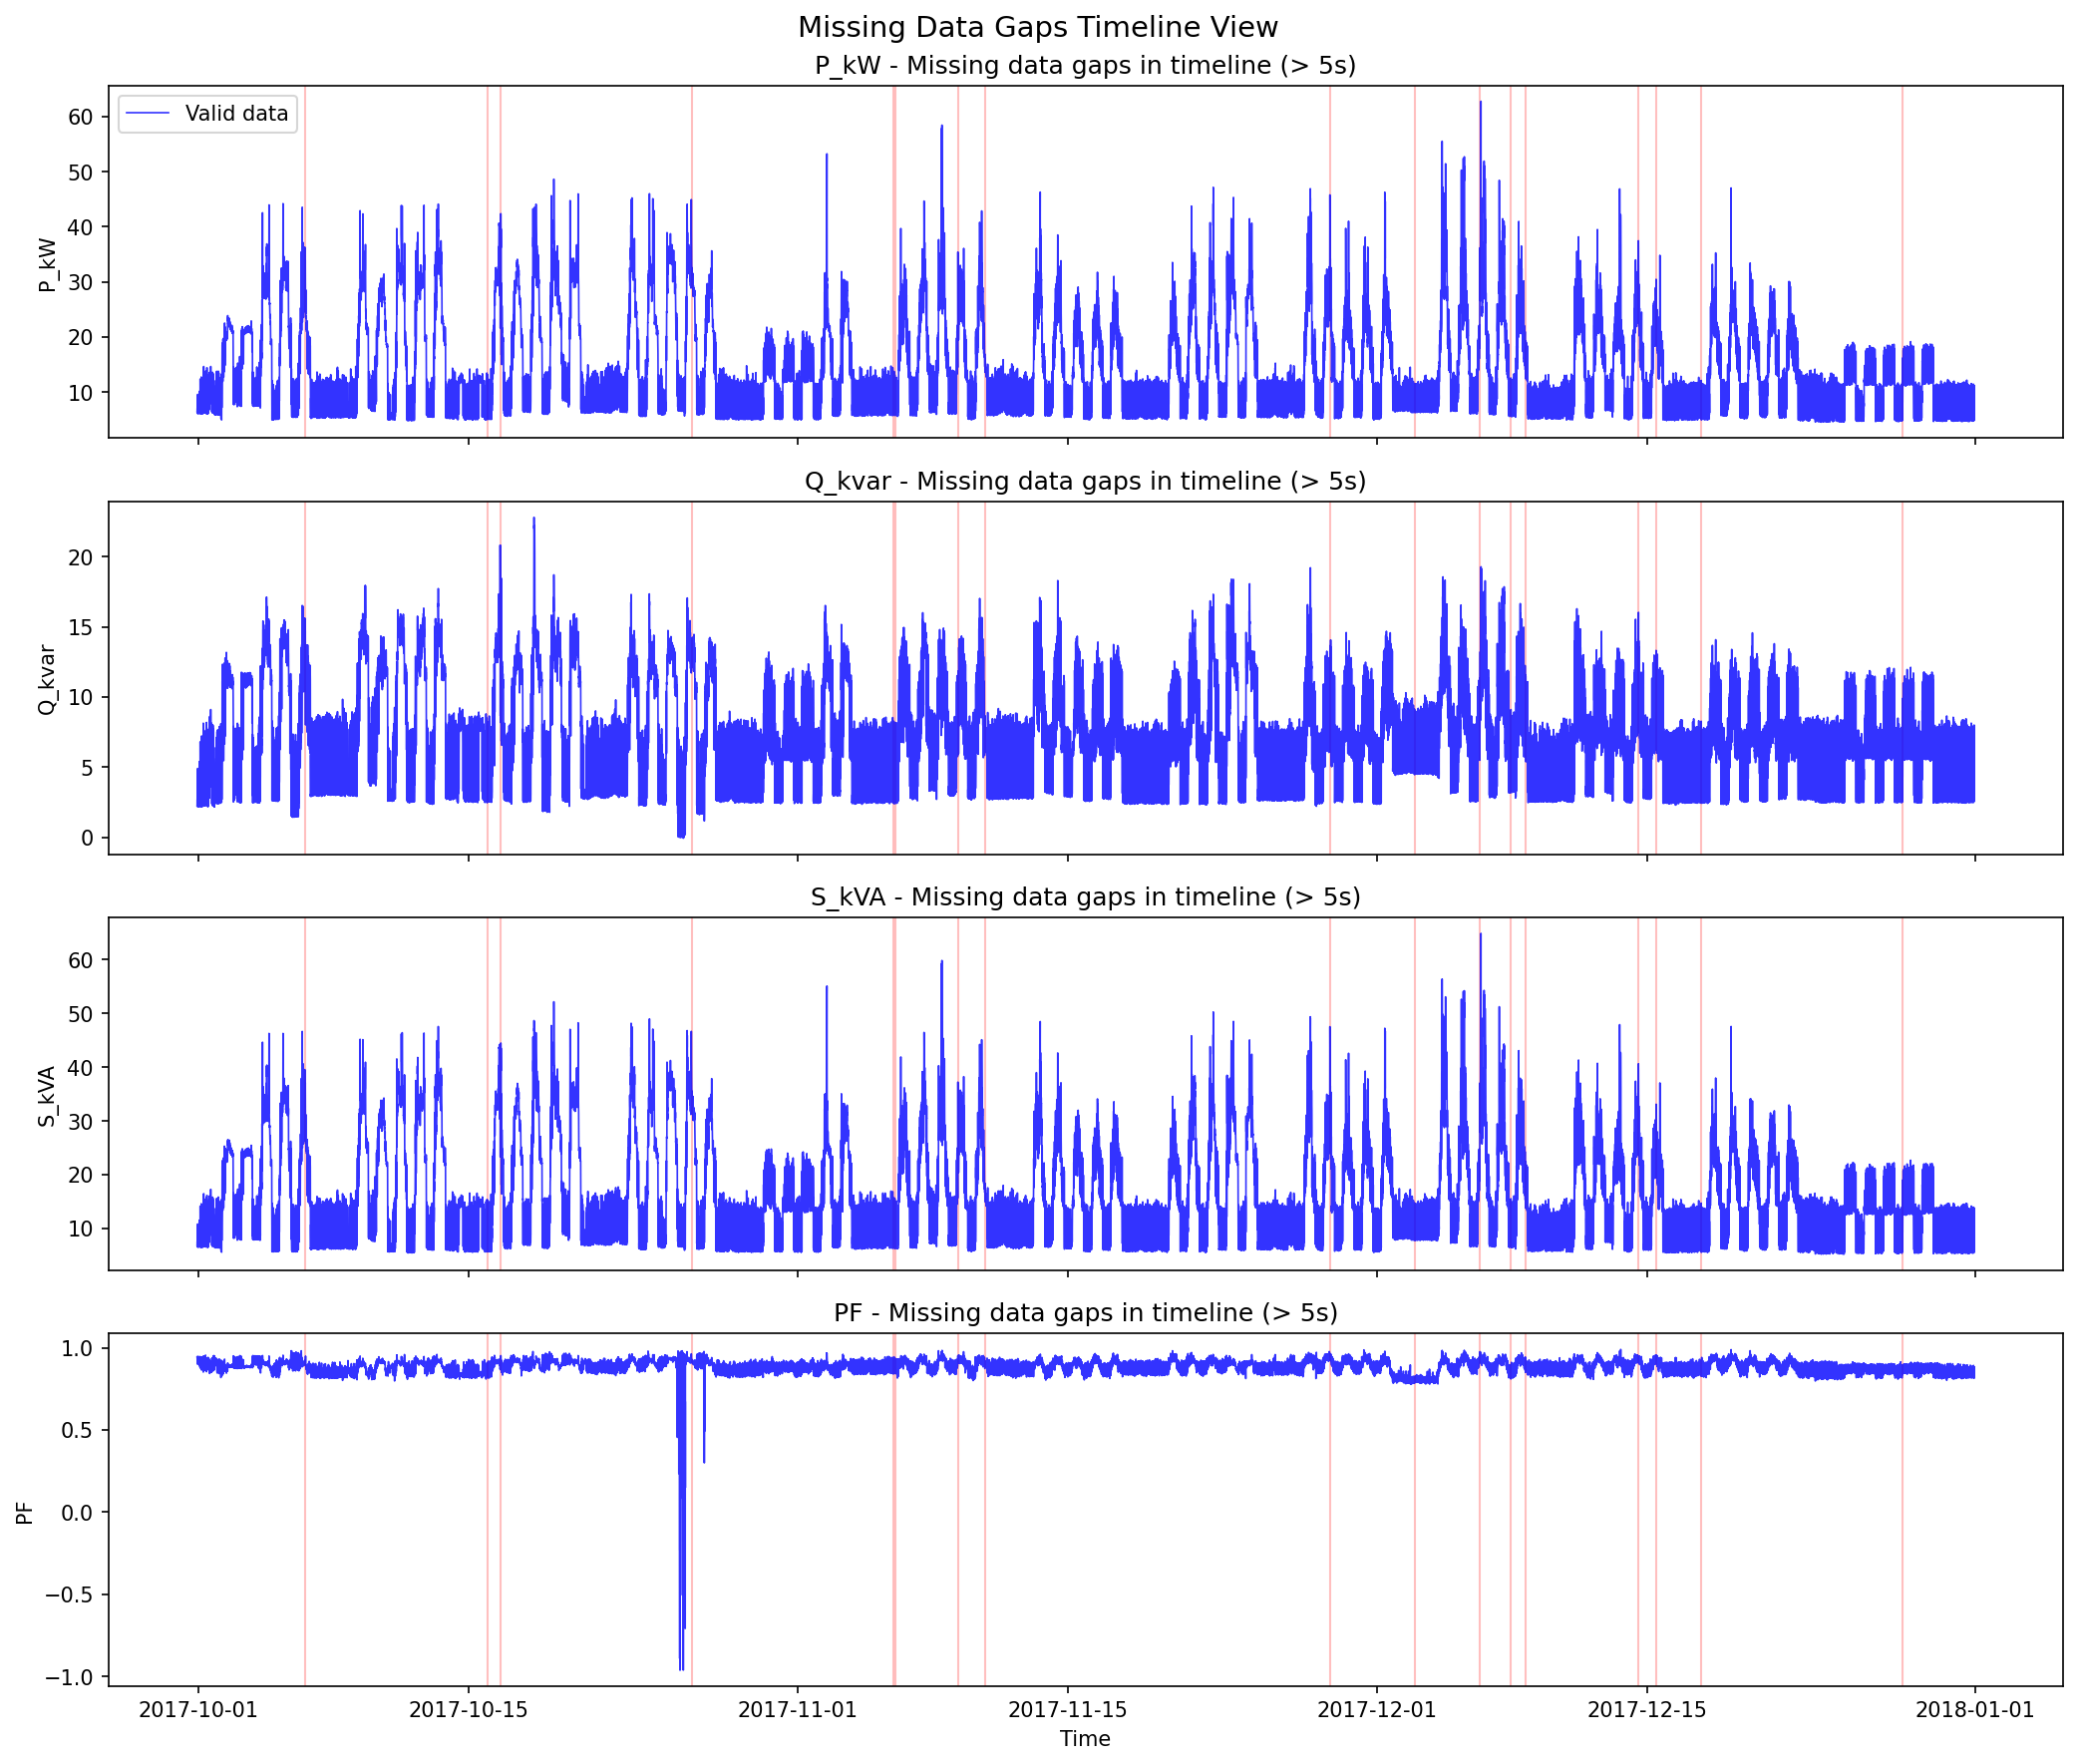 Missing Data Gaps Timeline View
P_kW - Missing data gaps in timeline (> 5s)
Valid data
60
50
40
30
20
10
P_kW
Q_kvar - Missing data gaps in timeline (> 5s)
20
15
10
5
0
Q_kvar
S_kVA - Missing data gaps in timeline (> 5s)
60
50
40
30
20
10
S_kVA
PF - Missing data gaps in timeline (> 5s)
1.0
0.5
0.0
−0.5
−1.0
PF
2017-10-01 2017-10-15 2017-11-01 2017-11-15 2017-12-01 2017-12-15 2018-01-01
Time